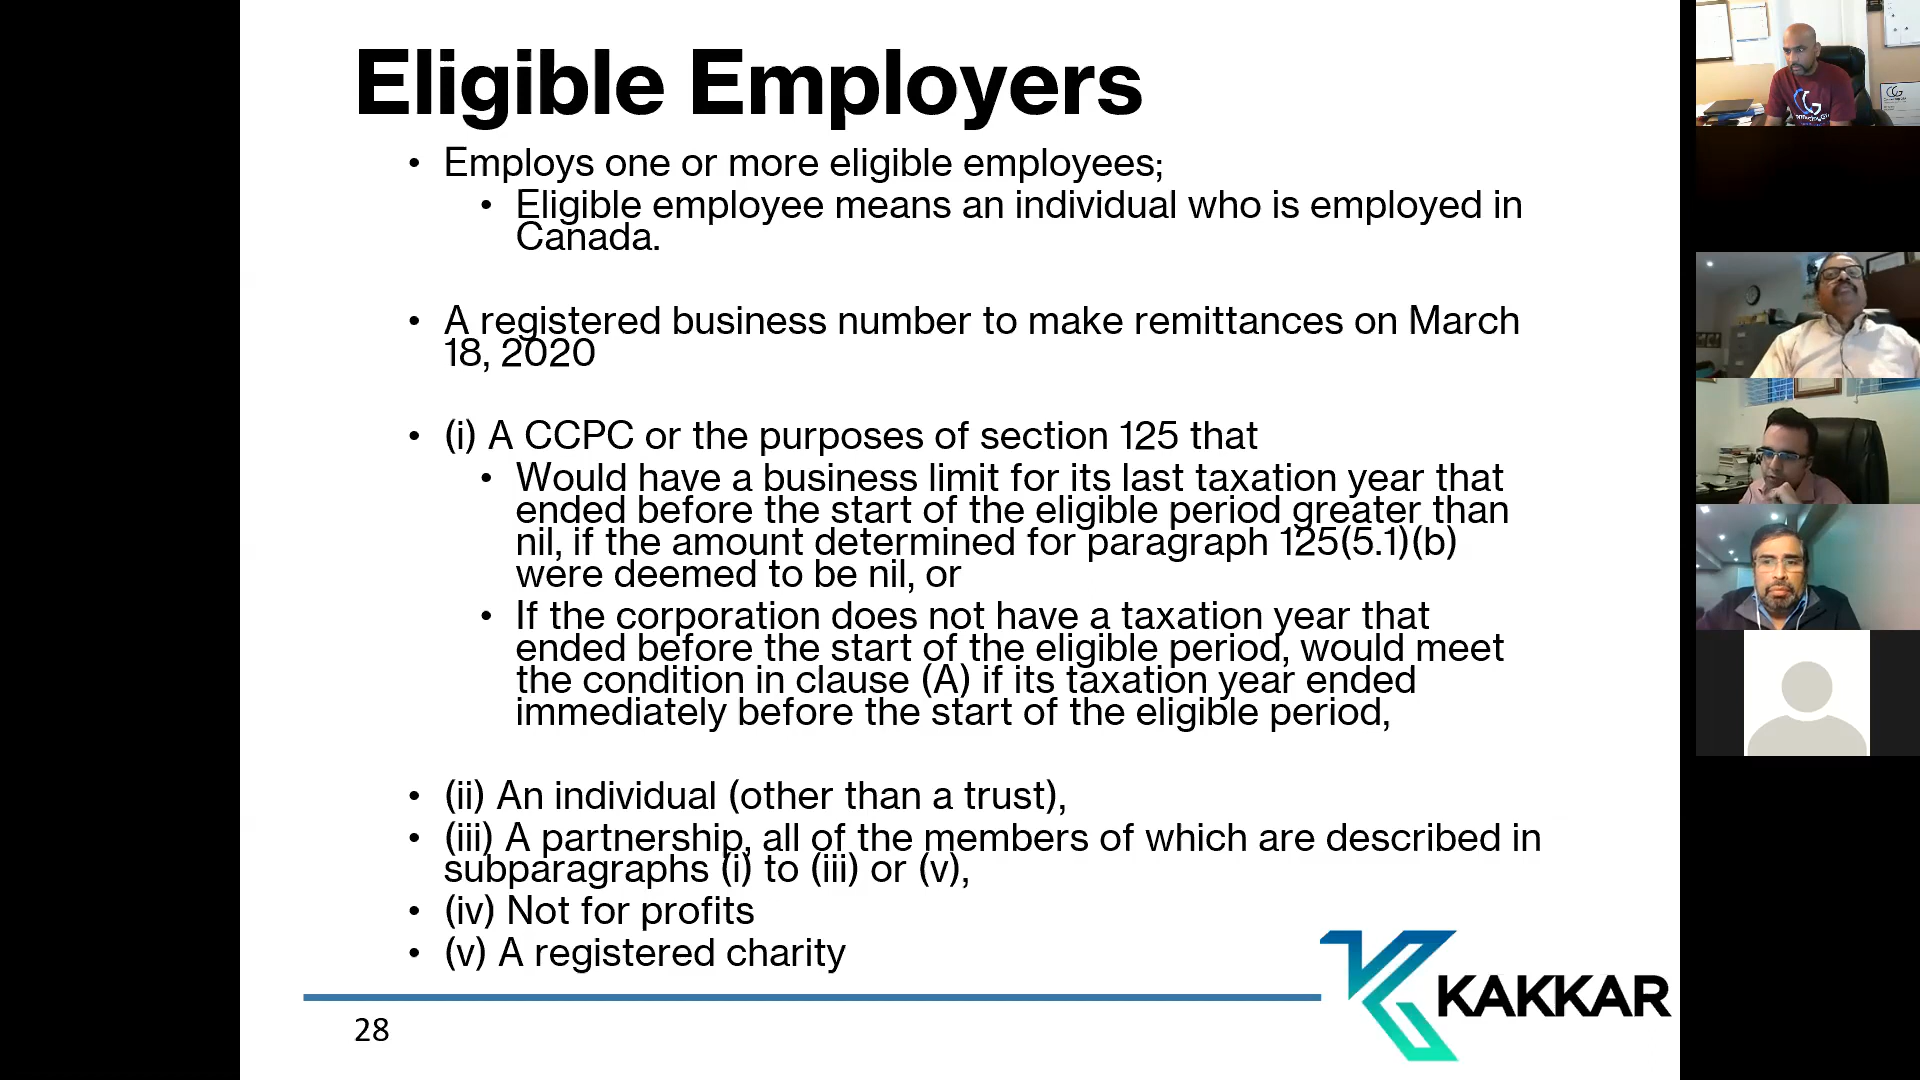 Eligible Employers
• Employs one or more eligible employees;
• Eligible employee means an individual who is employed in
Canada.
• A registered business number to make remittances on March
18, 2020
• (i) A CCPC or the purposes of section 125 that
• Would have a business limit for its last taxation year that
ended before the start of the eligible period greater than
nil, if the amount determined for paragraph 125(5.1)(b)
were deemed to be nil, or
• If the corporation does not have a taxation year that
ended before the start of the eligible period, would meet
the condition in clause (A) if its taxation year ended
immediately before the start of the eligible period,
• (ii) An individual (other than a trust),
• (iii) A partnership, all of the members of which are described in
subparagraphs (i) to (iii) or (v),
• (iv) Not for profits
• (v) A registered charity
KAKKAR
28